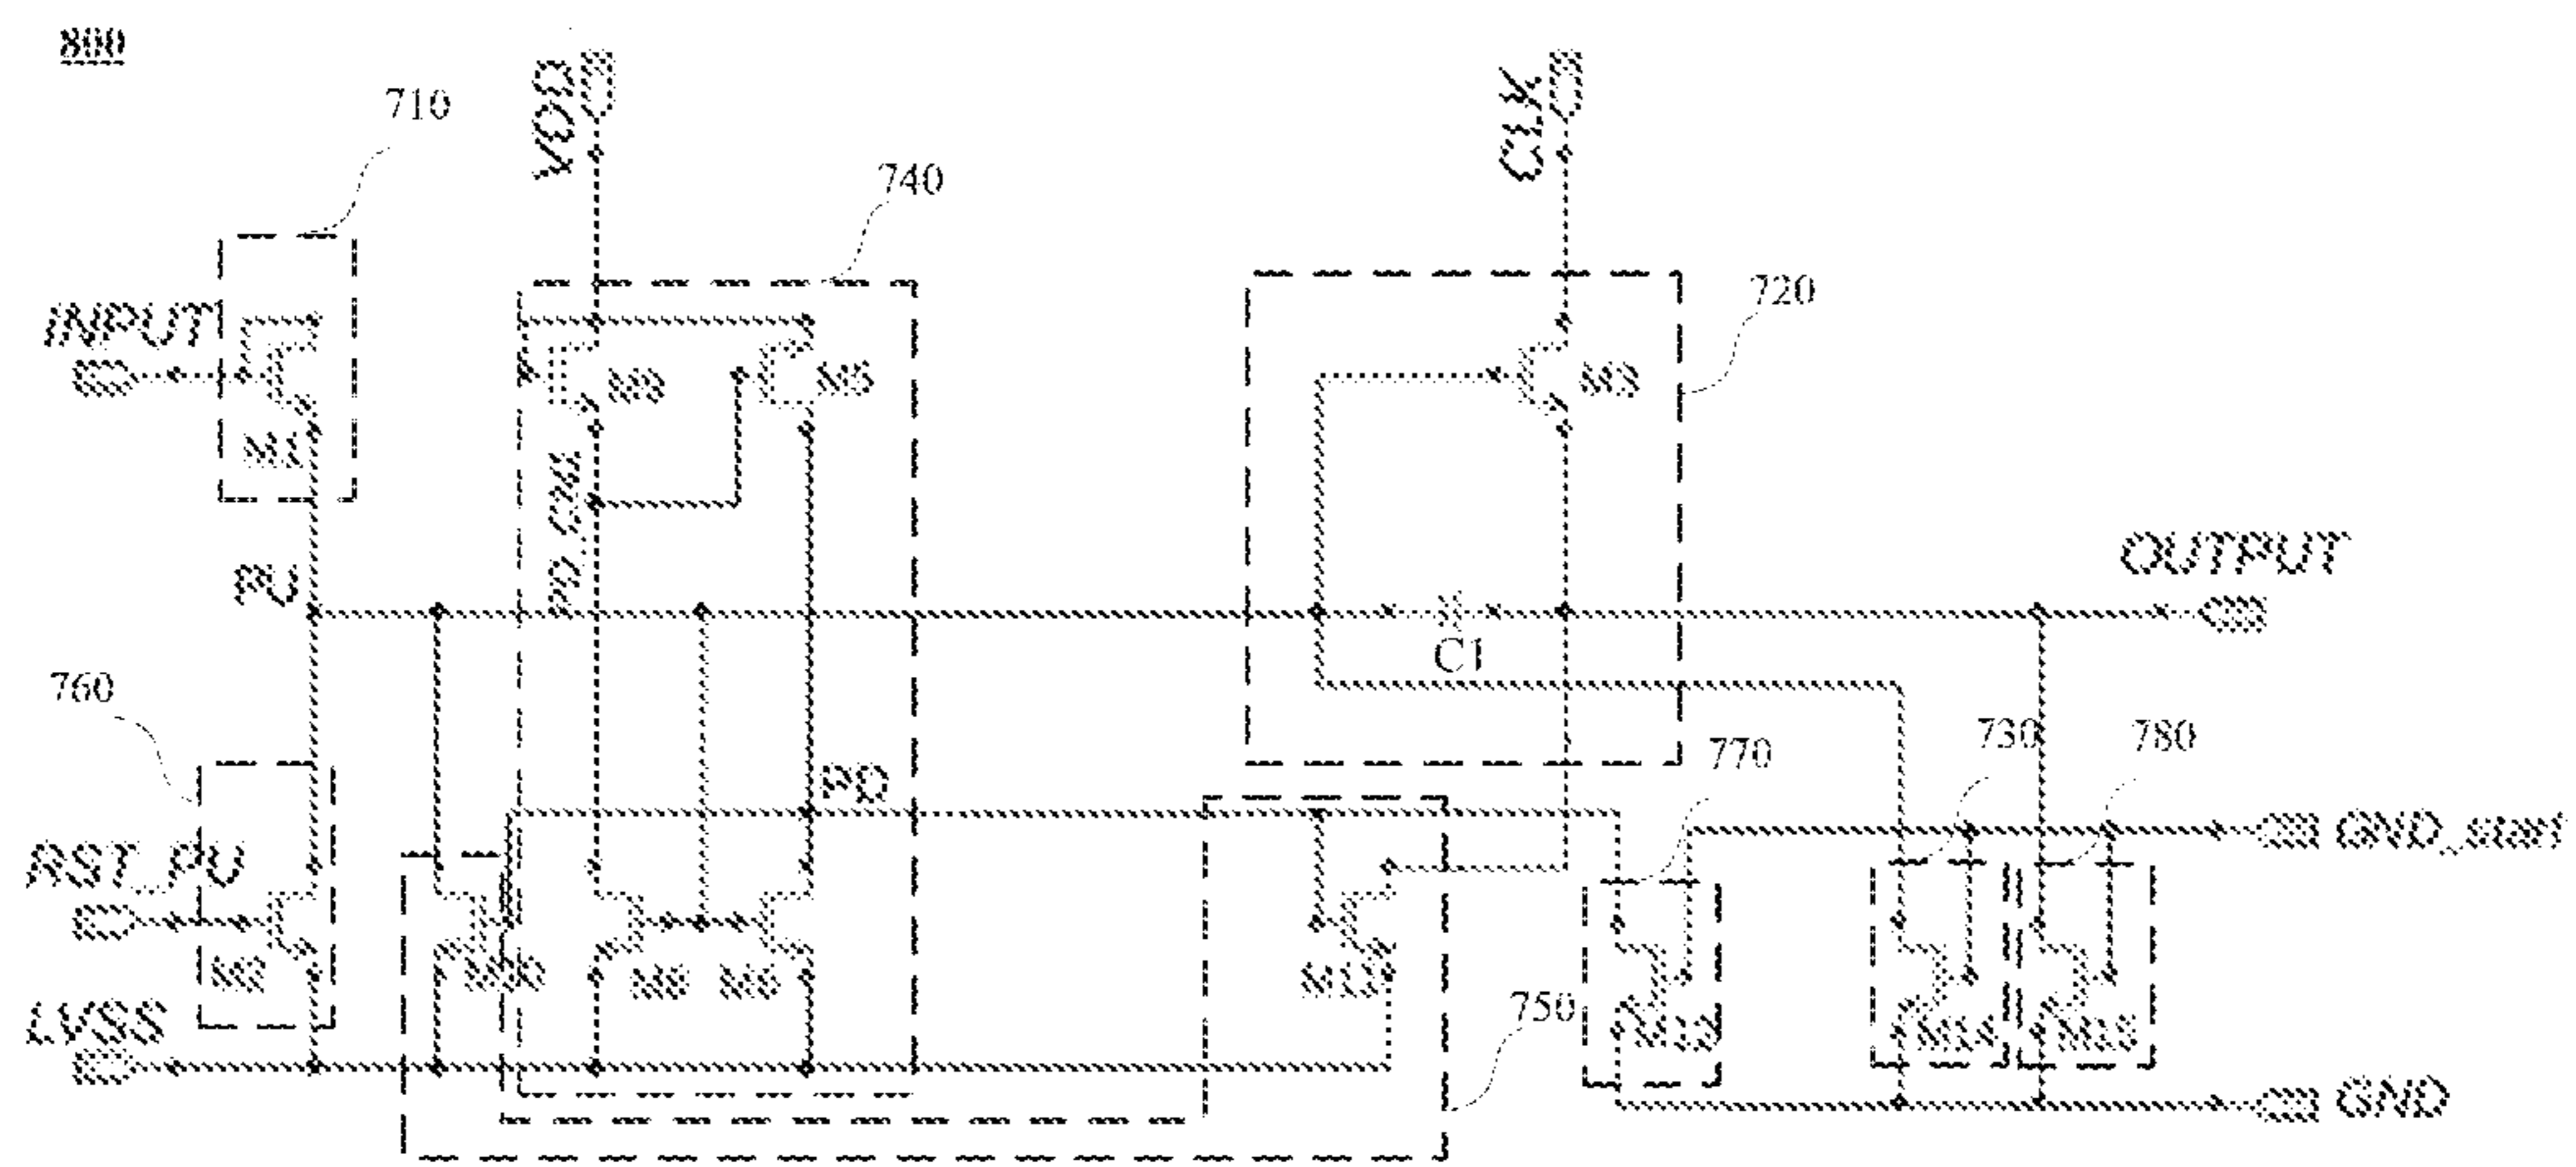 800
710
VDD
CLK
740
720
INPUT
M9
M5
M3
M1
PD_CN
PU
OUTPUT
C1
760
770
730
780
PD
RST_PU
GND_start
M2
M10
M8
M6
M11
M13
M14
M15
LVSS
750
GND